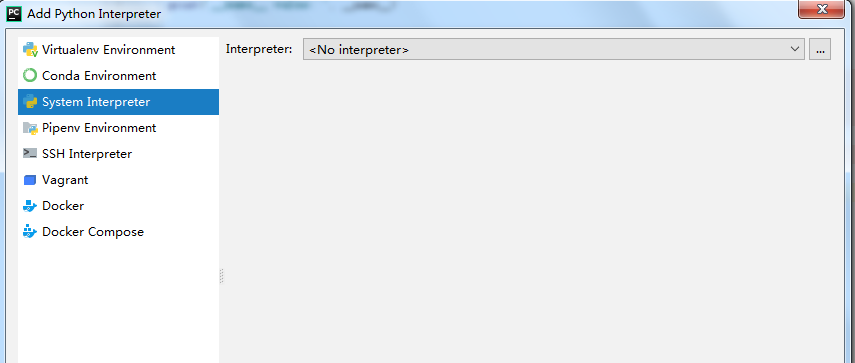 PC Add Python Interpreter
Virtualenv Environment
Interpreter: <No interpreter> ...
Conda Environment
System Interpreter
Pipenv Environment
SSH Interpreter
Vagrant
Docker
Docker Compose